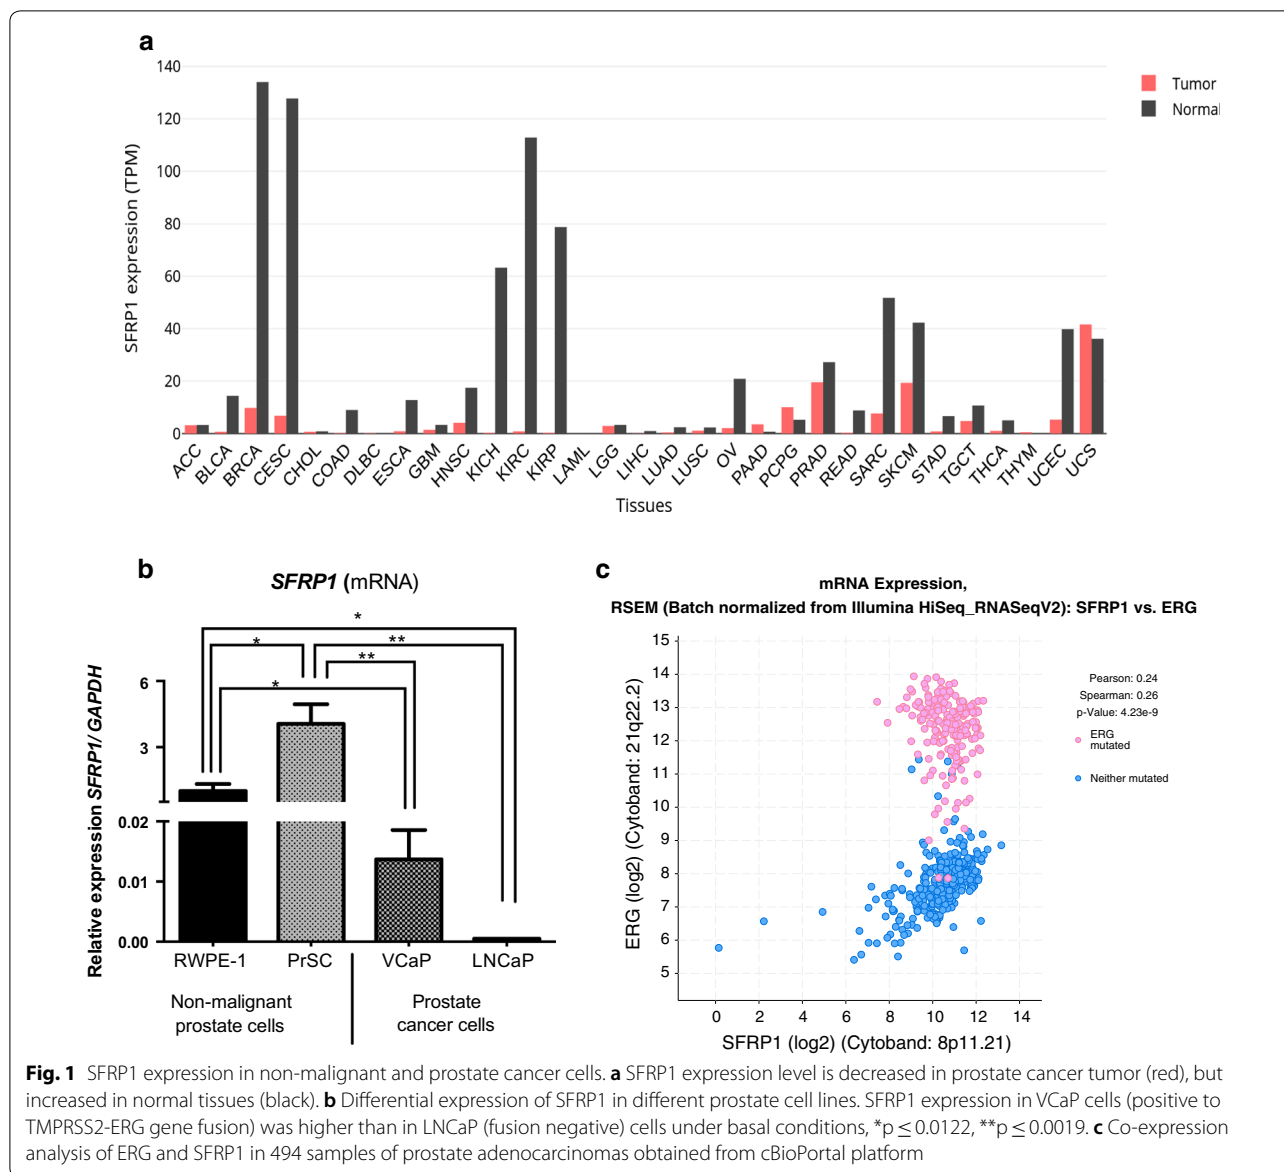 a
140
120
100
80
60
40
20
0
SFRP1 expression (TPM)
Tumor
Normal
ACC BLCA BRCA CESC CHOL COAD DLBC ESCA GBM HNSC KICH KIRC KIRP LAML LGG LIHC LUAD LUSC OV PAAD PCPG PRAD READ SARC SKCM STAD TGCT THCA THYM UCEC UCS
Tissues
b
SFRP1 (mRNA)
*
* **
**
*
6
3
0.02
0.01
0.00
Relative expression SFRP1/ GAPDH
RWPE-1 PrSC VCaP LNCaP
Non-malignant
prostate cells
Prostate
cancer cells
c
mRNA Expression,
RSEM (Batch normalized from Illumina HiSeq_RNASeqV2): SFRP1 vs. ERG
15
14
13
12
11
10
9
8
7
6
5
ERG (log2) (Cytoband: 21q22.2)
0 2 4 6 8 10 12 14
SFRP1 (log2) (Cytoband: 8p11.21)
Pearson: 0.24
Spearman: 0.26
p-Value: 4.23e-9
ERG
mutated
Neither mutated
Fig. 1 SFRP1 expression in non-malignant and prostate cancer cells. a SFRP1 expression level is decreased in prostate cancer tumor (red), but
increased in normal tissues (black). b Differential expression of SFRP1 in different prostate cell lines. SFRP1 expression in VCaP cells (positive to
TMPRSS2-ERG gene fusion) was higher than in LNCaP (fusion negative) cells under basal conditions, *p ≤ 0.0122, **p ≤ 0.0019. c Co-expression
analysis of ERG and SFRP1 in 494 samples of prostate adenocarcinomas obtained from cBioPortal platform